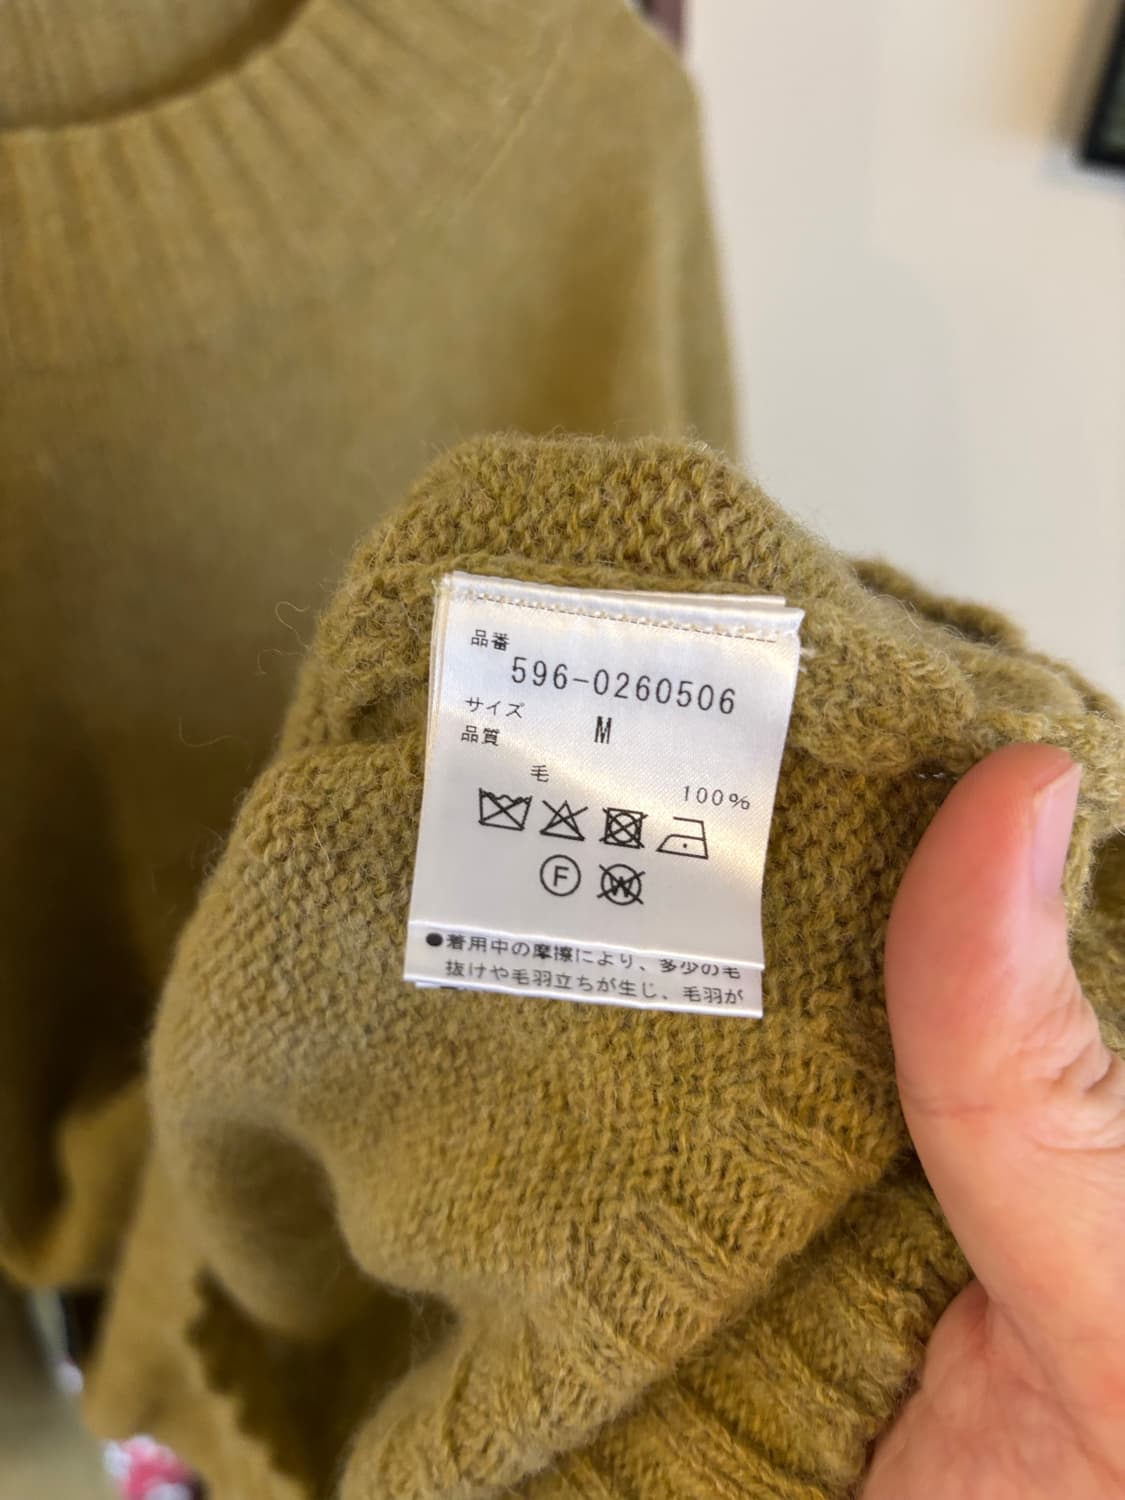 品番
596-0260506
サイズ M
品質
毛 100%
F
W
●着用中の摩擦により、多少の毛
抜けや毛羽立ちが生じ、毛羽が